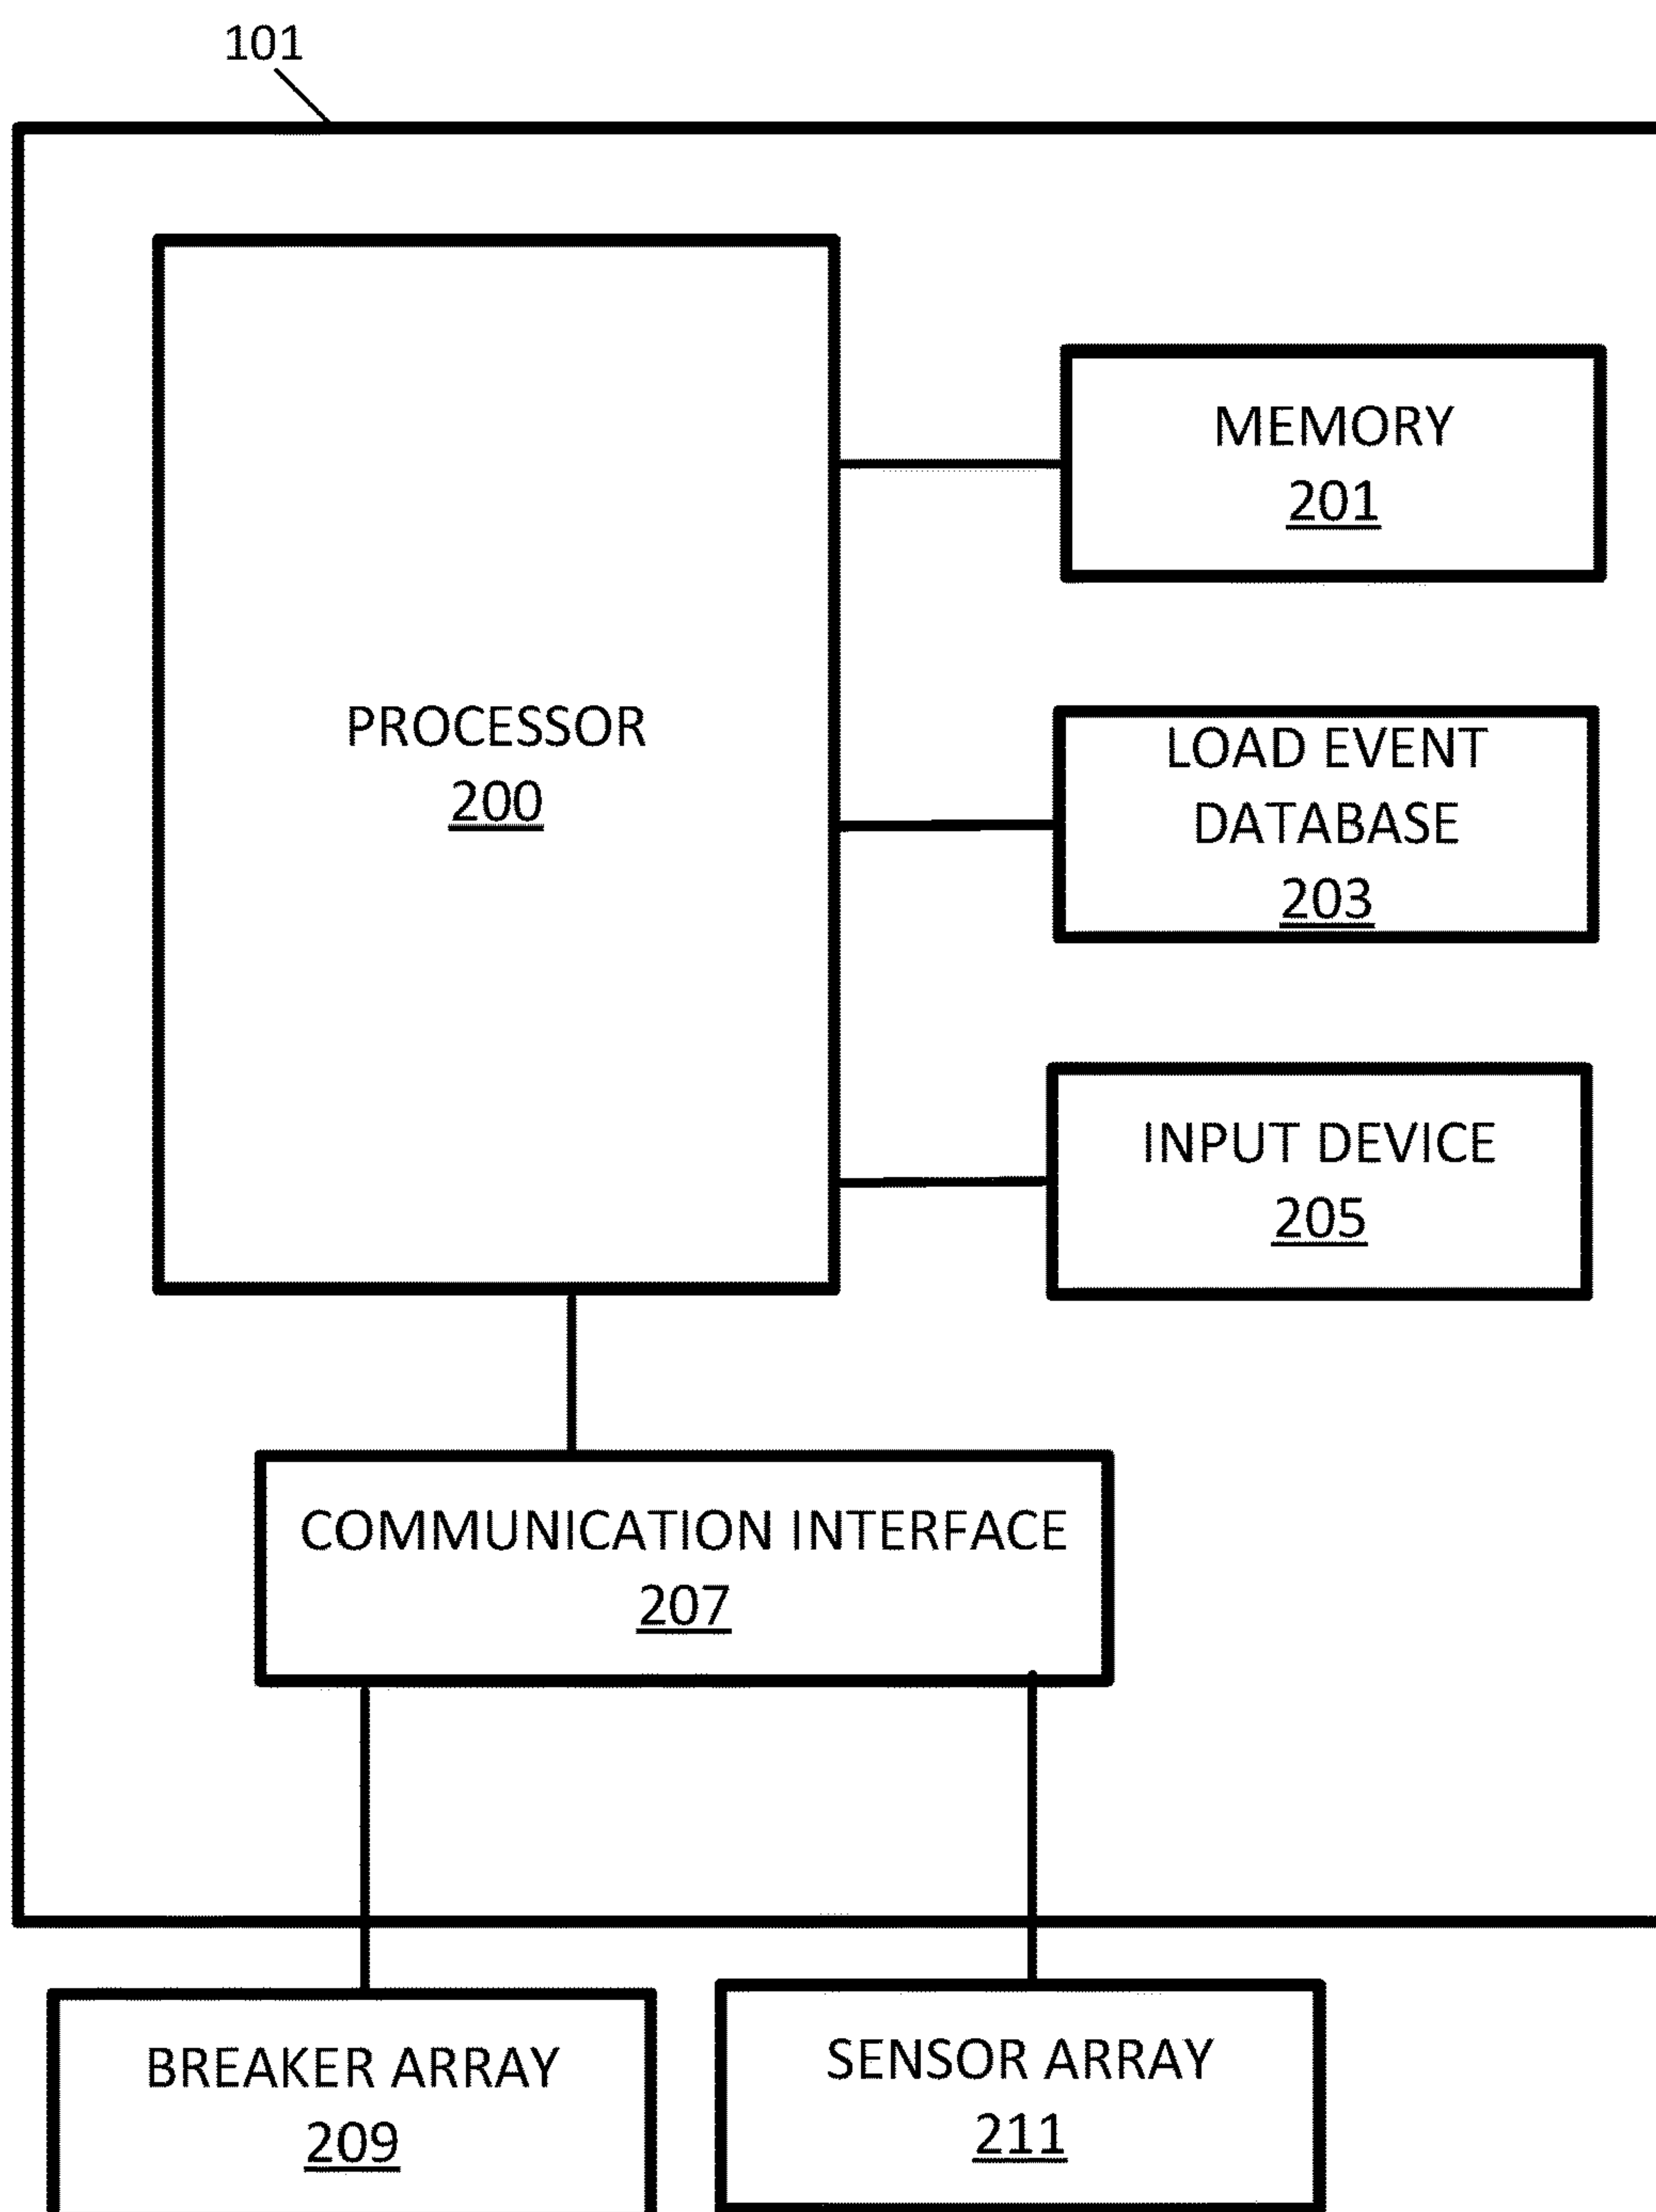 101
PROCESSOR
200
MEMORY
201
LOAD EVENT
DATABASE
203
INPUT DEVICE
205
COMMUNICATION INTERFACE
207
BREAKER ARRAY
209
SENSOR ARRAY
211